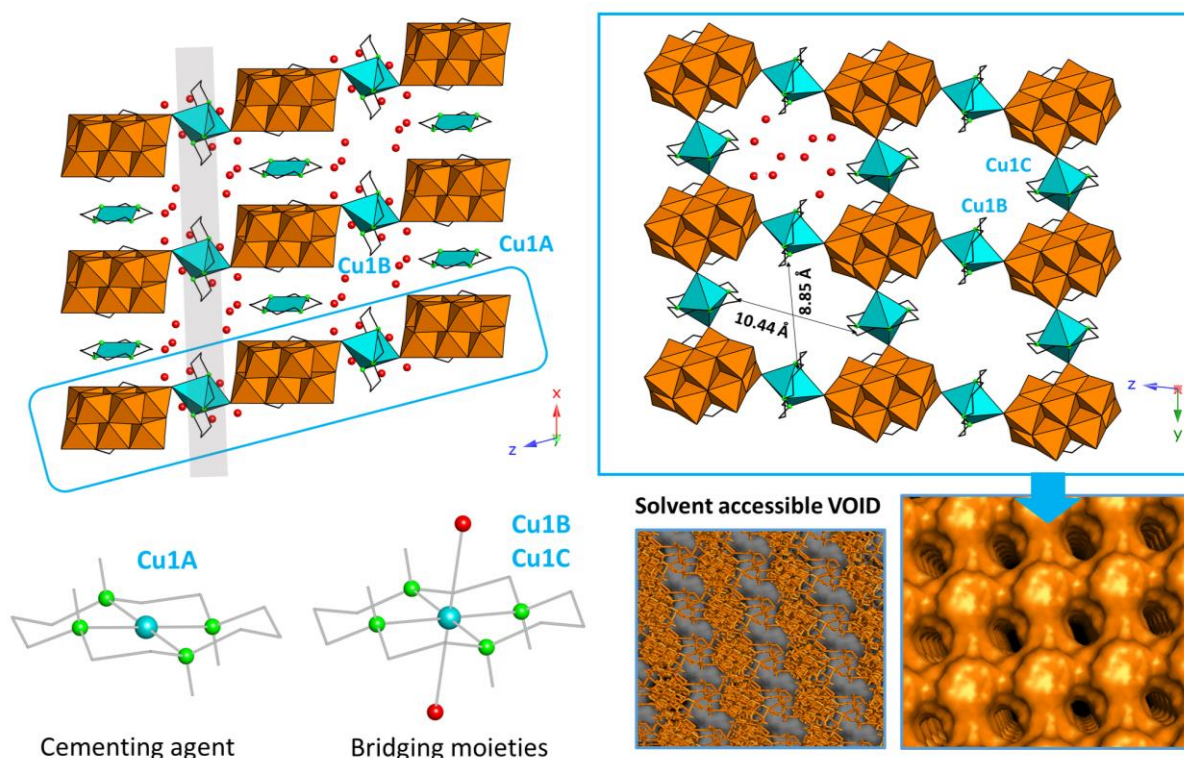 Cu1B
Cu1A
x
z
y
Cu1C
Cu1B
8.85 Å
10.44 Å
z
x
y
Cu1A
Cu1B
Cu1C
Cementing agent
Bridging moieties
Solvent accessible VOID